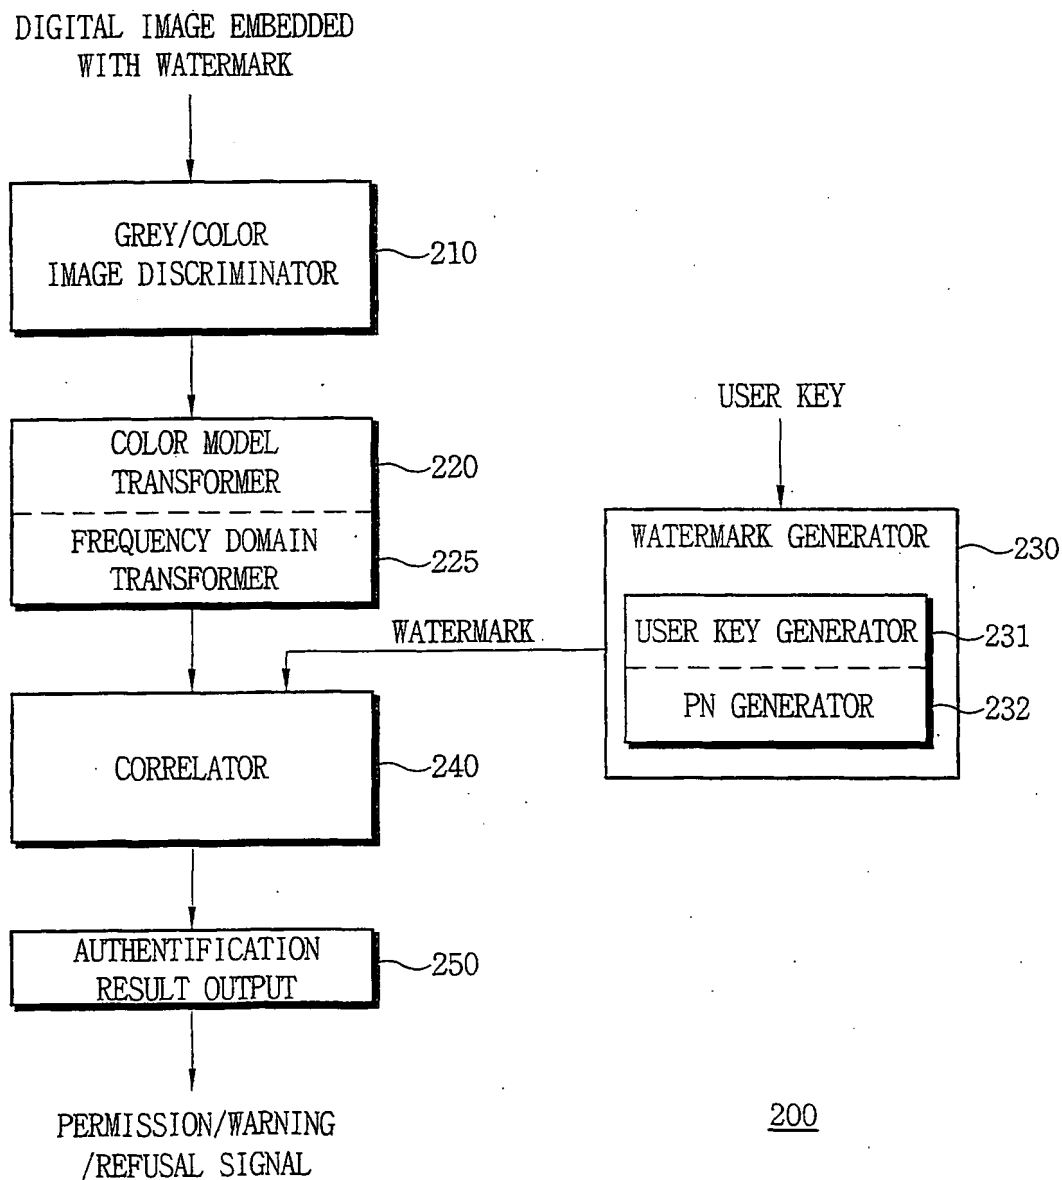 DIGITAL IMAGE EMBEDDED
WITH WATERMARK
GREY/COLOR
IMAGE DISCRIMINATOR
210
COLOR MODEL
TRANSFORMER
220
FREQUENCY DOMAIN
TRANSFORMER
225
USER KEY
WATERMARK GENERATOR
230
USER KEY GENERATOR
231
PN GENERATOR
232
WATERMARK
CORRELATOR
240
AUTHENTIFICATION
RESULT OUTPUT
250
PERMISSION/WARNING
/REFUSAL SIGNAL
200